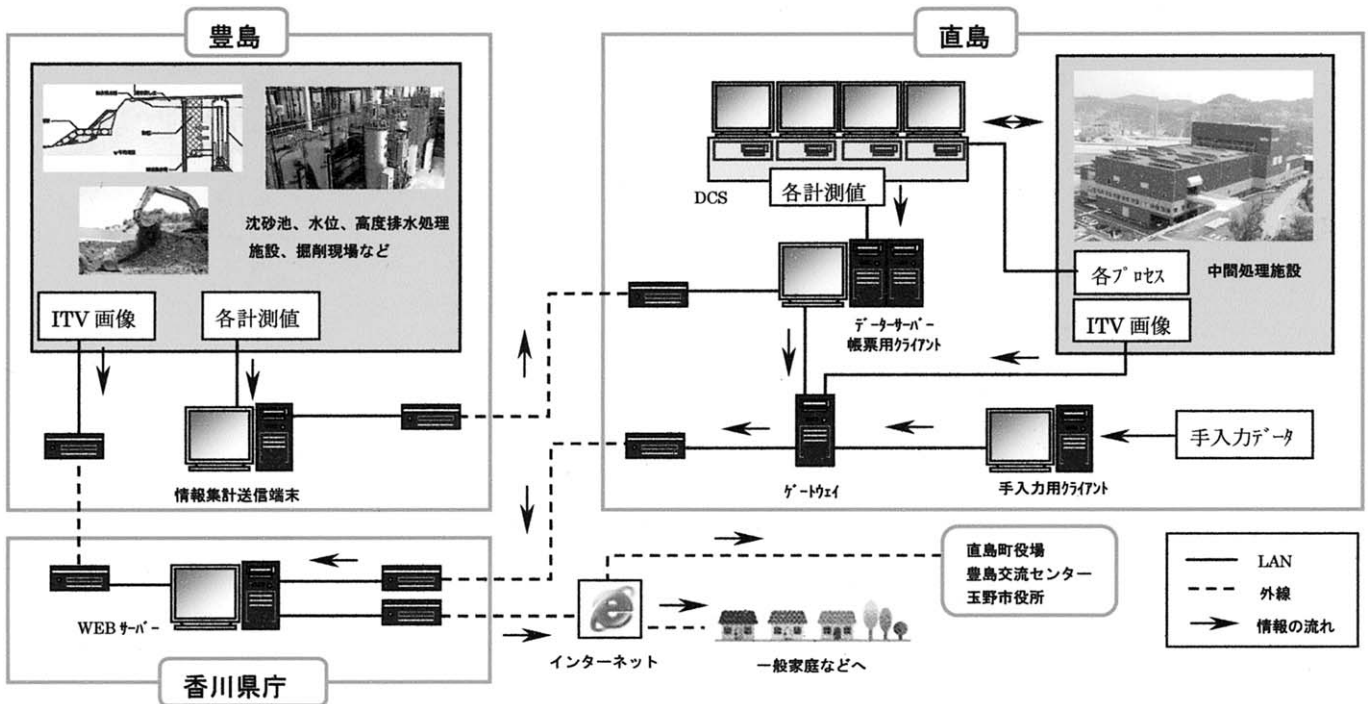 豊島
沈砂池、水位、高度排水処理
施設、掘削現場など
ITV 画像
各計測値
情報集計送信端末
直島
DCS
各計測値
各ﾌﾟﾛｾｽ
中間処理施設
ITV 画像
ﾃﾞｰﾀｰｻｰﾊﾞｰ
帳票用ｸﾗｲｱﾝﾄ
手入力ﾃﾞｰﾀ
ｹﾞｰﾄｳｪｲ
手入力用ｸﾗｲｱﾝﾄ
WEB ｻｰﾊﾞｰ
香川県庁
インターネット
一般家庭などへ
直島町役場
豊島交流センター
玉野市役所
LAN
外線
情報の流れ